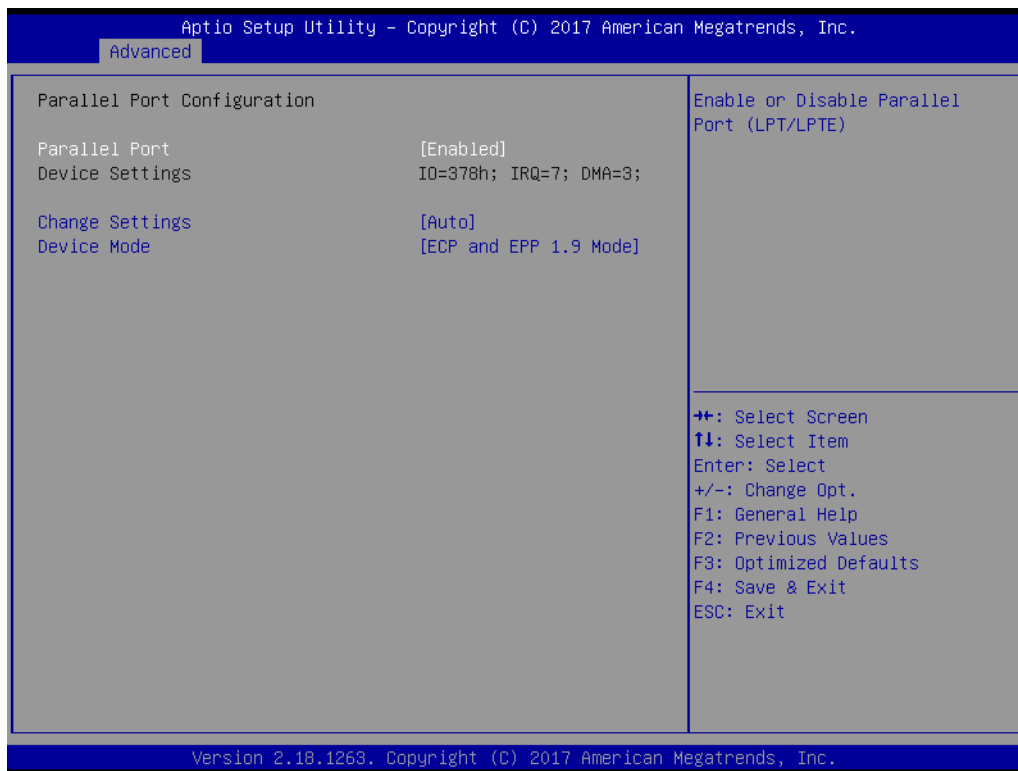 Aptio Setup Utility – Copyright (C) 2017 American Megatrends, Inc.
Advanced
Parallel Port Configuration
Parallel Port [Enabled]
Device Settings IO=378h; IRQ=7; DMA=3;
Change Settings [Auto]
Device Mode [ECP and EPP 1.9 Mode]
Enable or Disable Parallel
Port (LPT/LPTE)
→←: Select Screen
↑↓: Select Item
Enter: Select
+/-: Change Opt.
F1: General Help
F2: Previous Values
F3: Optimized Defaults
F4: Save & Exit
ESC: Exit
Version 2.18.1263. Copyright (C) 2017 American Megatrends, Inc.